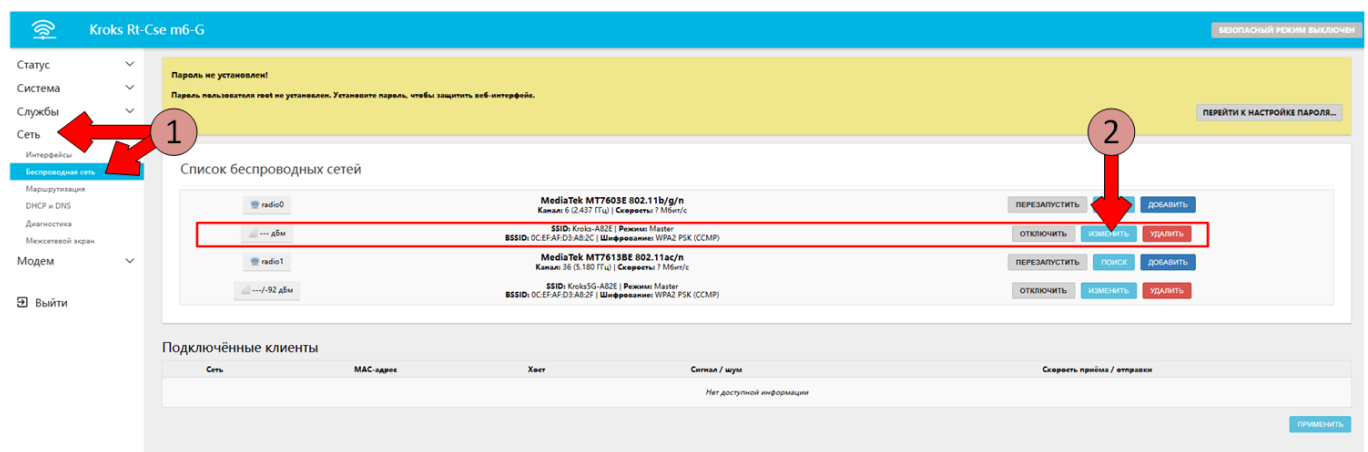 Kroks Rt-Cse m6-G
БЕЗОПАСНЫЙ РЕЖИМ ВЫКЛЮЧЕН
Статус
Система
Службы
Сеть
Интерфейсы
Беспроводная сеть
Маршрутизация
DHCP и DNS
Диагностика
Межсетевой экран
Модем
Выйти
1
Пароль не установлен!
Пароль пользователя root не установлен. Установите пароль, чтобы защитить веб-интерфейс.
ПЕРЕЙТИ К НАСТРОЙКЕ ПАРОЛЯ...
2
Список беспроводных сетей
radio0 MediaTek MT7603E 802.11b/g/n ПЕРЕЗАПУСТИТЬ ДОБАВИТЬ
Канал: 6 (2.437 ГГц) | Скорость: ? Мбит/с
--- дБм SSID: Kroks-A82E | Режим: Master ОТКЛЮЧИТЬ ИЗМЕНИТЬ УДАЛИТЬ
BSSID: 0C:EF:AF:D3:A8:2C | Шифрование: WPA2 PSK (CCMP)
radio1 MediaTek MT7613BE 802.11ac/n ПЕРЕЗАПУСТИТЬ ПОИСК ДОБАВИТЬ
Канал: 36 (5.180 ГГц) | Скорость: ? Мбит/с
---/-92 дБм SSID: Kroks5G-A82E | Режим: Master ОТКЛЮЧИТЬ ИЗМЕНИТЬ УДАЛИТЬ
BSSID: 0C:EF:AF:D3:A8:2F | Шифрование: WPA2 PSK (CCMP)
Подключённые клиенты
Сеть MAC-адрес Хост Сигнал / шум Скорость приёма / отправки
Нет доступной информации
ПРИМЕНИТЬ